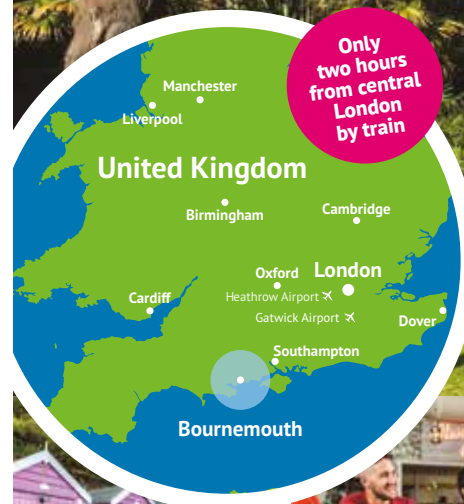 Only
two hours
from central
London
by train
Manchester
Liverpool
United Kingdom
Birmingham
Cambridge
Oxford
London
Heathrow Airport
Cardiff
Gatwick Airport
Dover
Southampton
Bournemouth